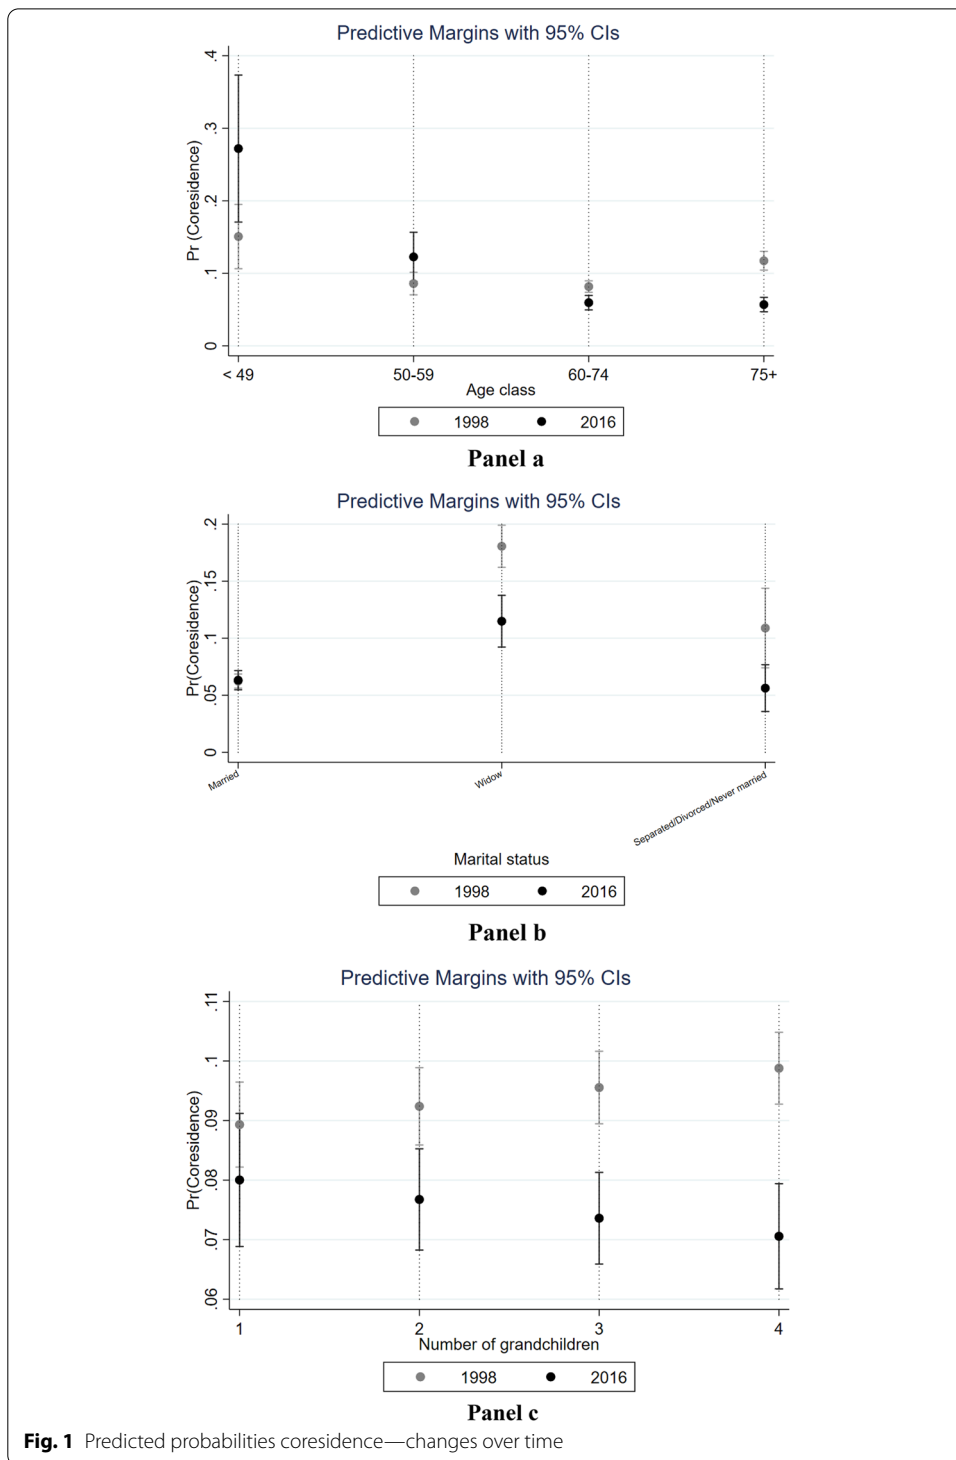 Predictive Margins with 95% CIs
Pr (Coresidence)
.4
.3
.2
.1
0
< 49 50-59 60-74 75+
Age class
1998 2016
Panel a
Predictive Margins with 95% CIs
Pr(Coresidence)
.2
.15
.1
.05
0
Married Widow Separated/Divorced/Never married
Marital status
1998 2016
Panel b
Predictive Margins with 95% CIs
Pr(Coresidence)
.11
.1
.09
.08
.07
.06
1 2 3 4
Number of grandchildren
1998 2016
Panel c
Fig. 1 Predicted probabilities coresidence—changes over time